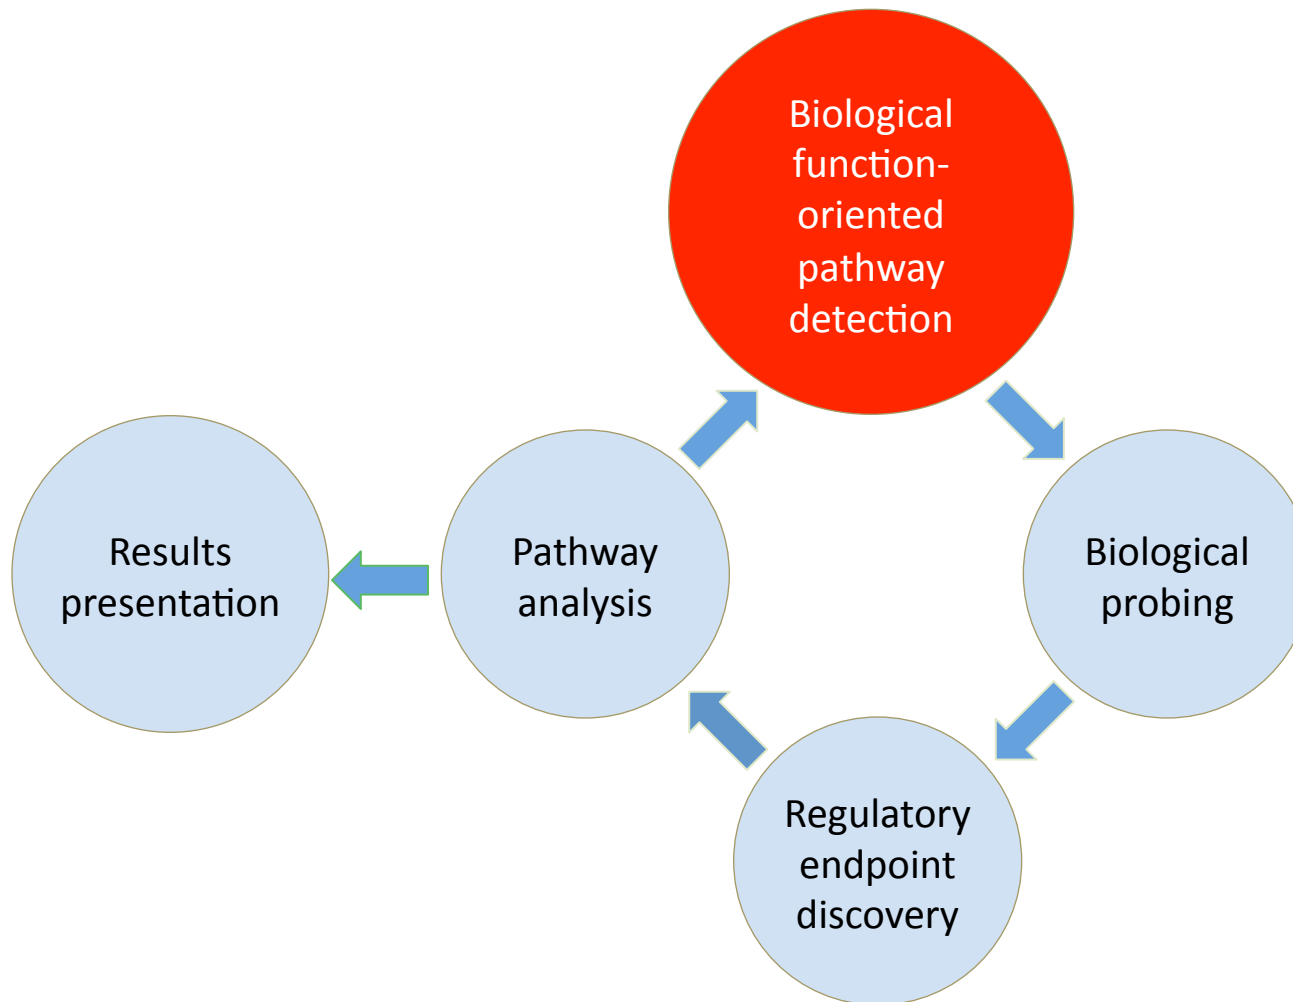 Biological
function-
oriented
pathway
detection
Results
presentation
Pathway
analysis
Biological
probing
Regulatory
endpoint
discovery